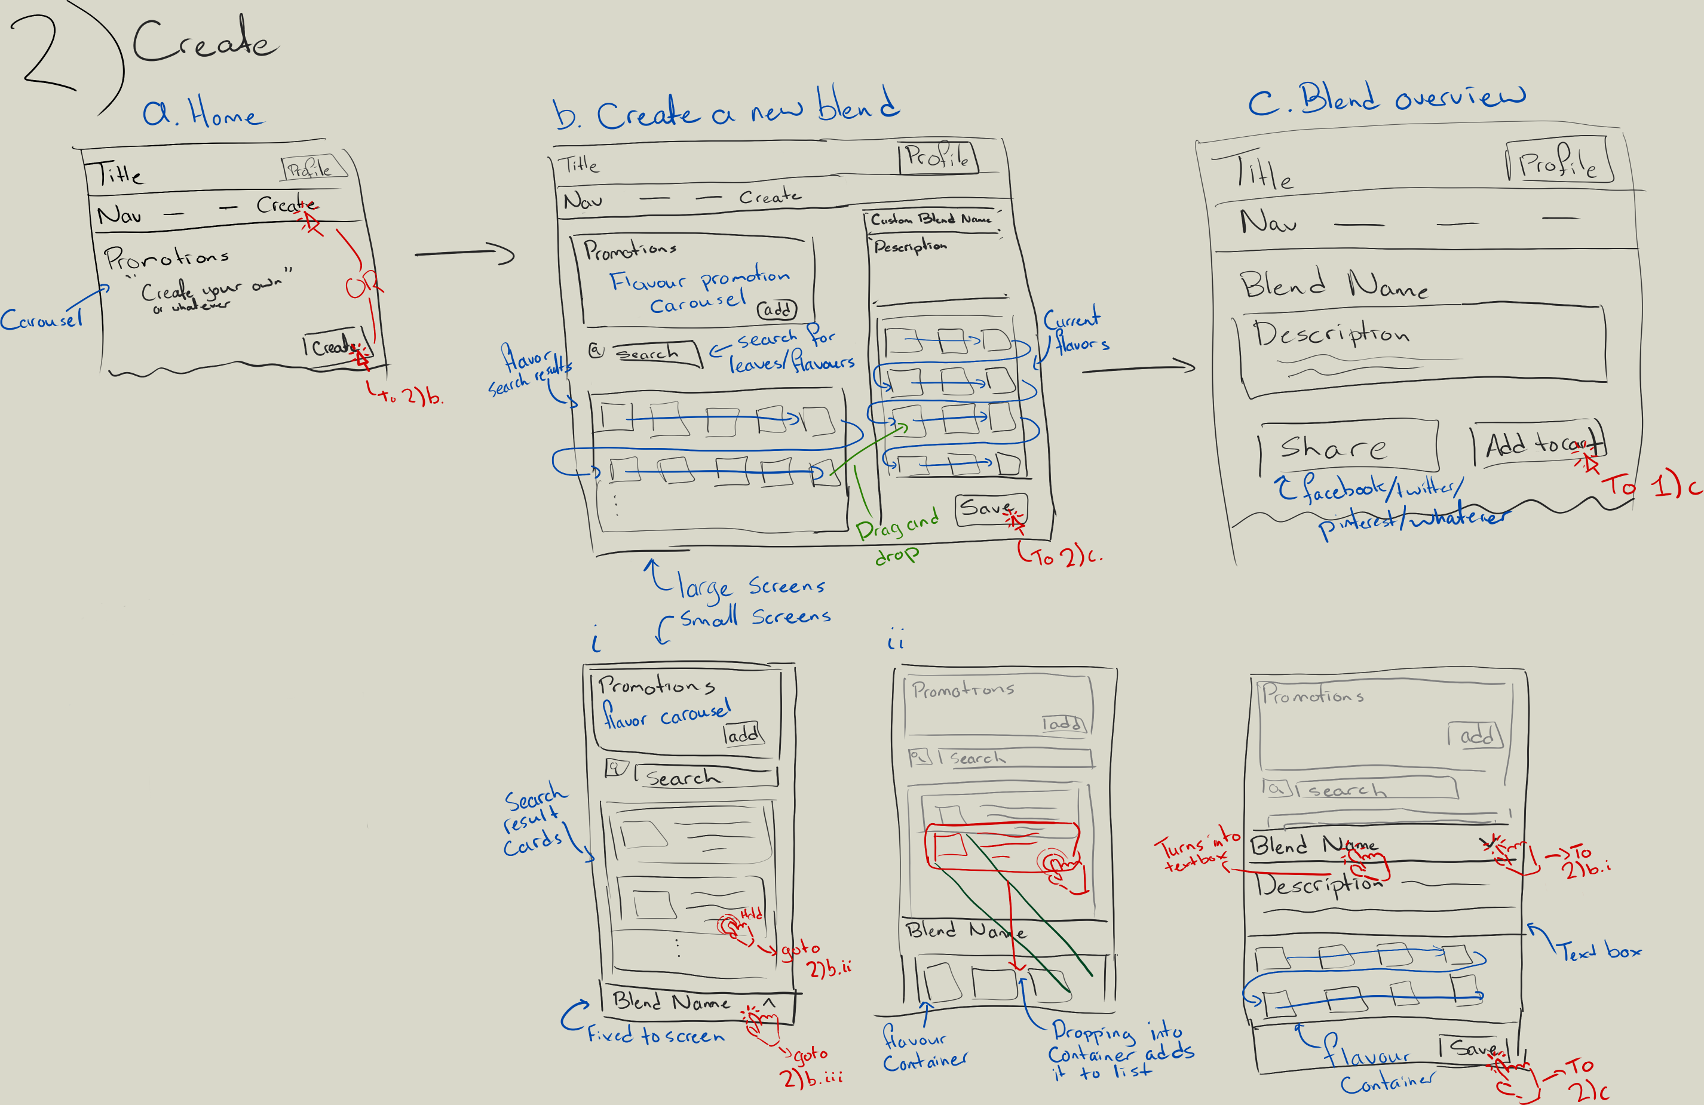 2) Create
a. Home
Title
Profile
Nav — — Create
Promotions
"Create your own"
or whatever
Carousel
OR
Create
To 2)b.
b. Create a new blend
Title
Profile
Nav — — Create
Promotions
Flavour promotion
Carousel
add
search
search for
leaves/flavours
flavor
search results
Custom Blend Name
Description
Current
flavors
Drag and
drop
Save
To 2)c.
large screens
small screens
c. Blend overview
Title
Profile
Nav — — —
Blend Name
Description
Share
Add to cart
facebook/twitter/
pinterest/whatever
To 1)c
i
Promotions
flavor carousel
add
Search
Search
result
cards
Hold
goto
2)b.ii
Blend Name ^
Fixed to screen
goto
2)b.iii
ii
Promotions
add
search
Blend Name
flavour
container
Dropping into
container adds
it to list
Promotions
add
search
Turns into
textbox
Blend Name
To
2)b.i
Description
Text box
flavour
container
Save
To
2)c